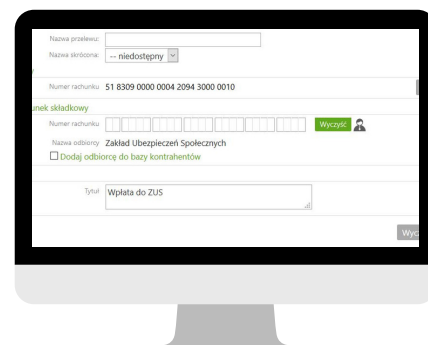 Nazwa przelewu:
Nazwa skrócona: -- niedostępny
Numer rachunku 51 8309 0000 0004 2094 3000 0010
unek składkowy
Numer rachunku Wyczyść
Nazwa odbiorcy Zakład Ubezpieczeń Społecznych
Dodaj odbiorcę do bazy kontrahentów
Tytuł Wpłata do ZUS
Wyc